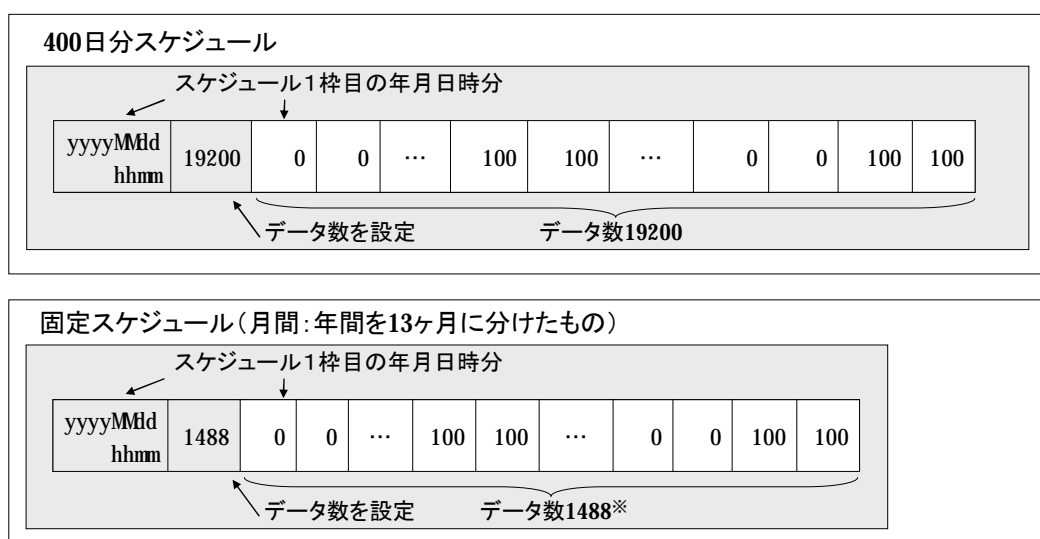 400日分スケジュール
スケジュール1枠目の年月日時分
yyyyMMdd
hhmm
19200 0 0 … 100 100 … 0 0 100 100
データ数を設定 データ数19200
固定スケジュール(月間:年間を13ヶ月に分けたもの)
スケジュール1枠目の年月日時分
yyyyMMdd
hhmm
1488 0 0 … 100 100 … 0 0 100 100
データ数を設定 データ数1488※